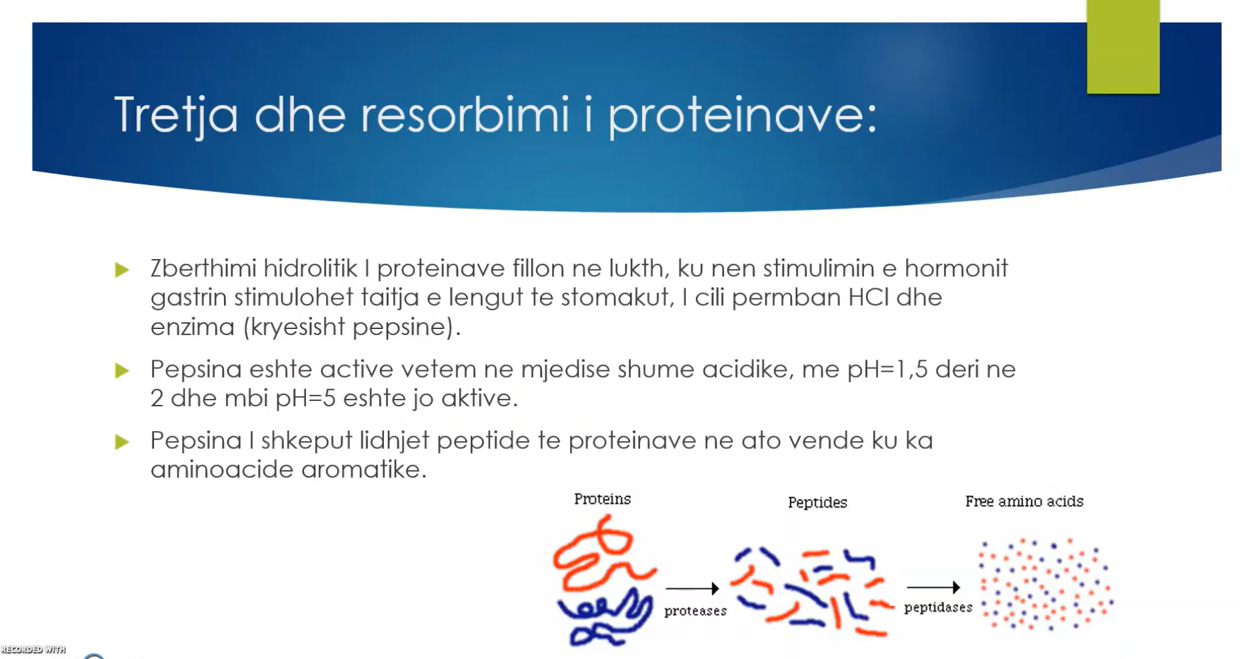 Tretja dhe resorbimi i proteinave:
Zberthimi hidrolitik I proteinave fillon ne lukth, ku nen stimulimin e hormonit
gastrin stimulohet taitja e lengut te stomakut, I cili permban HCl dhe
enzima (kryesisht pepsine).
Pepsina eshte active vetem ne mjedise shume acidike, me pH=1,5 deri ne
2 dhe mbi pH=5 eshte jo aktive.
Pepsina I shkeput lidhjet peptide te proteinave ne ato vende ku ka
aminoacide aromatike.
Proteins
Peptides
Free amino acids
proteases
peptidases
RECORDED WITH